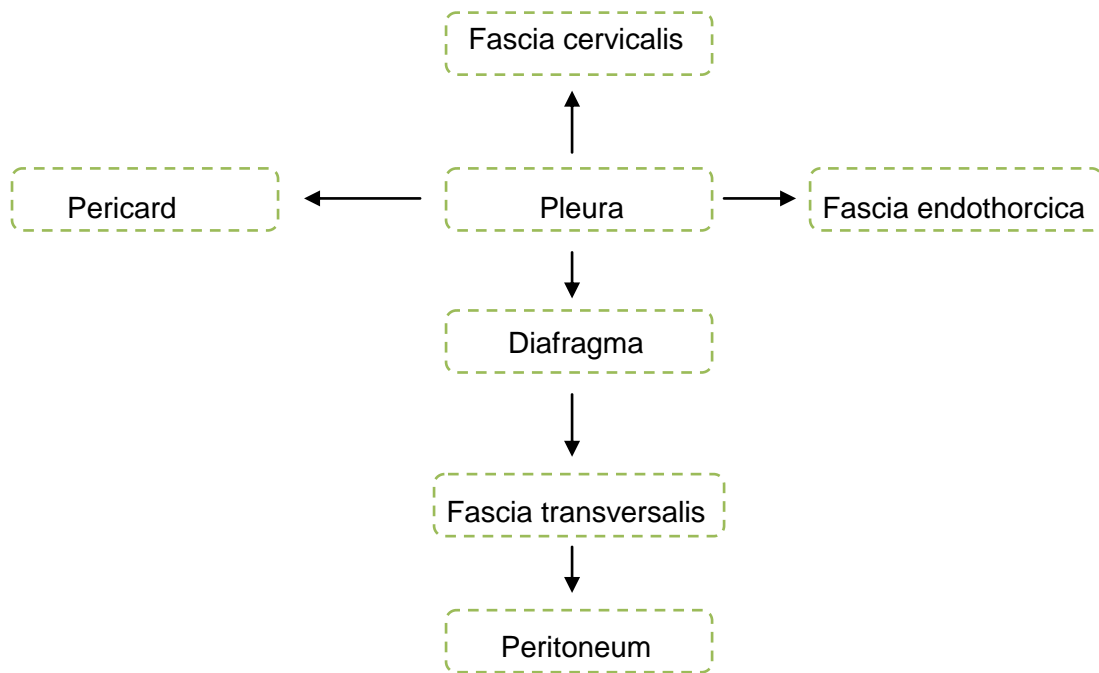 Fascia cervicalis
Pericard
Pleura
Fascia endothorcica
Diafragma
Fascia transversalis
Peritoneum